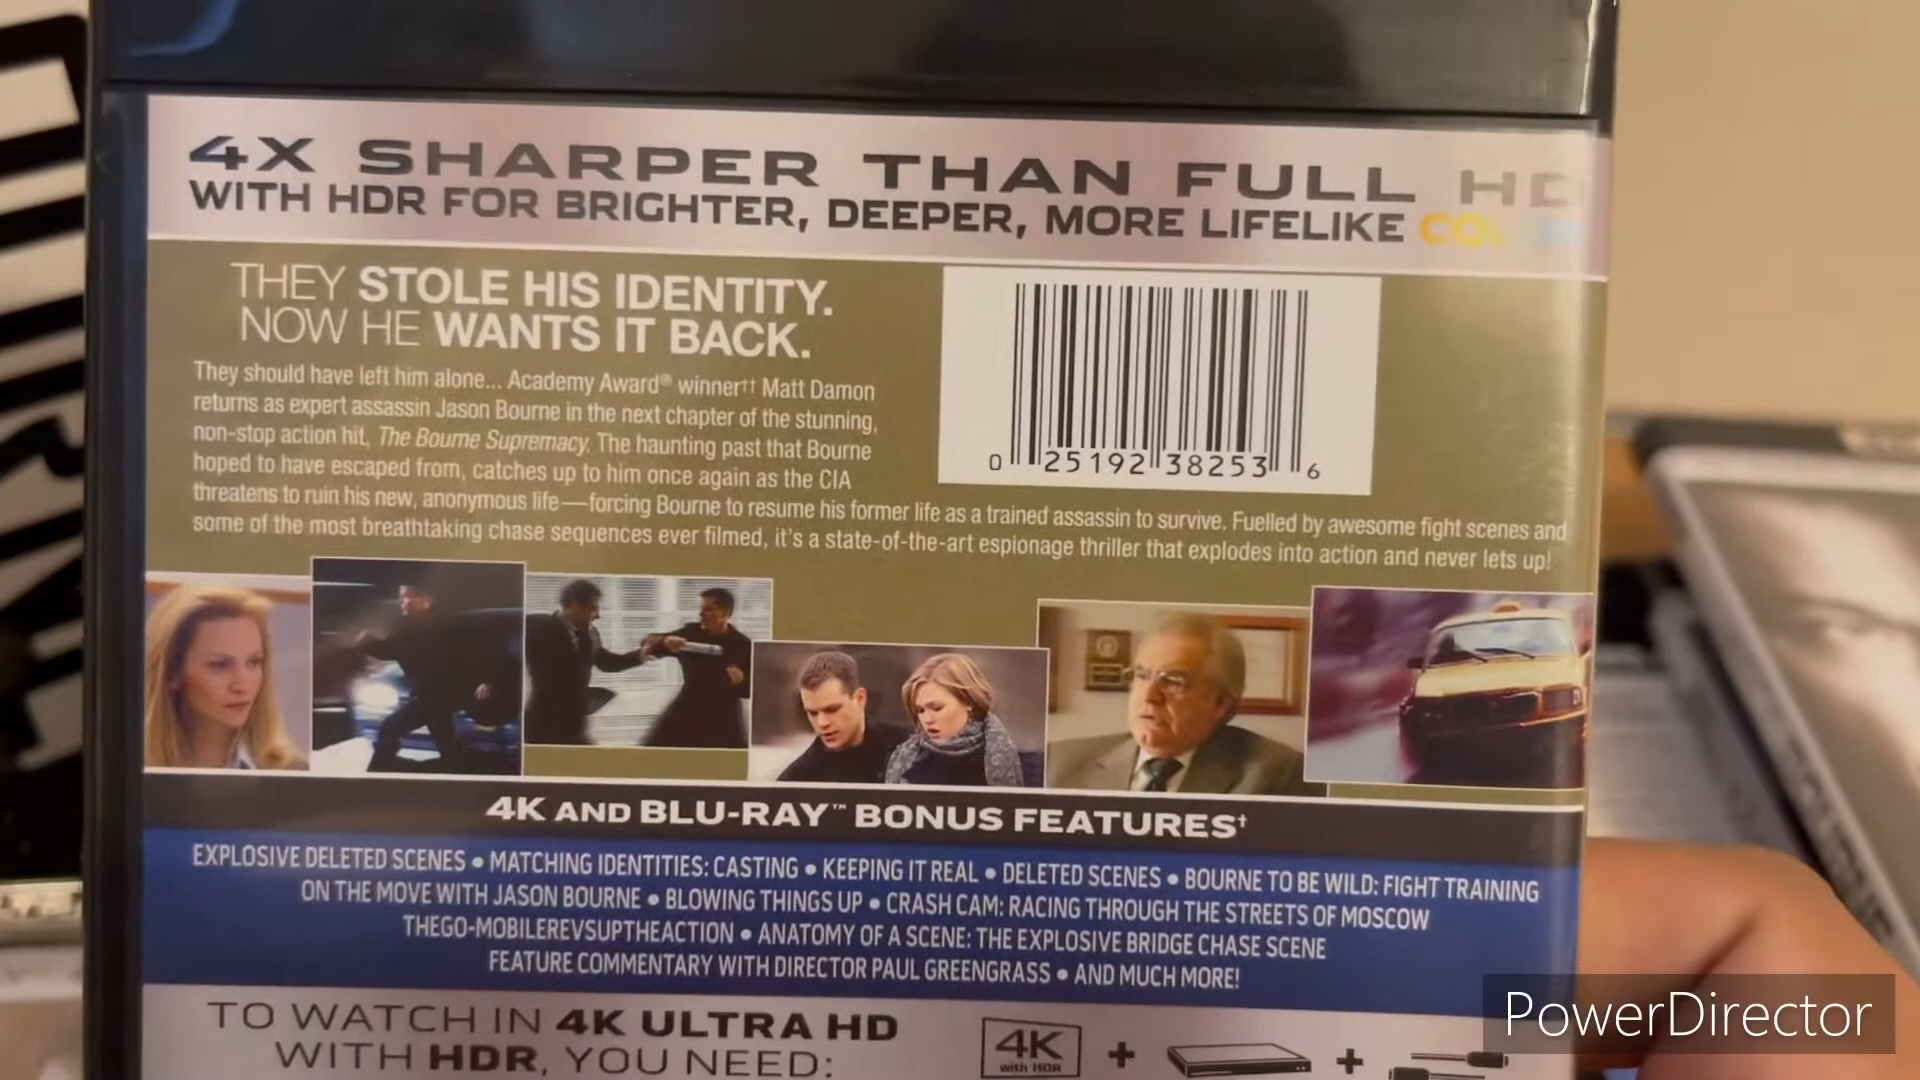 4X SHARPER THAN FULL HD
WITH HDR FOR BRIGHTER, DEEPER, MORE LIFELIKE
THEY STOLE HIS IDENTITY.
NOW HE WANTS IT BACK.
They should have left him alone... Academy Award® winner†† Matt Damon
returns as expert assassin Jason Bourne in the next chapter of the stunning,
non-stop action hit, The Bourne Supremacy. The haunting past that Bourne
hoped to have escaped from, catches up to him once again as the CIA
threatens to ruin his new, anonymous life—forcing Bourne to resume his former life as a trained assassin to survive. Fuelled by awesome fight scenes and
some of the most breathtaking chase sequences ever filmed, it's a state-of-the-art espionage thriller that explodes into action and never lets up!
0 25192 38253 6
4K AND BLU-RAY™ BONUS FEATURES†
EXPLOSIVE DELETED SCENES • MATCHING IDENTITIES: CASTING • KEEPING IT REAL • DELETED SCENES • BOURNE TO BE WILD: FIGHT TRAINING
ON THE MOVE WITH JASON BOURNE • BLOWING THINGS UP • CRASH CAM: RACING THROUGH THE STREETS OF MOSCOW
THEGO-MOBILEREVSUPTHEACTION • ANATOMY OF A SCENE: THE EXPLOSIVE BRIDGE CHASE SCENE
FEATURE COMMENTARY WITH DIRECTOR PAUL GREENGRASS • AND MUCH MORE!
TO WATCH IN 4K ULTRA HD
WITH HDR, YOU NEED:
4K
with HDR
+
+
PowerDirector